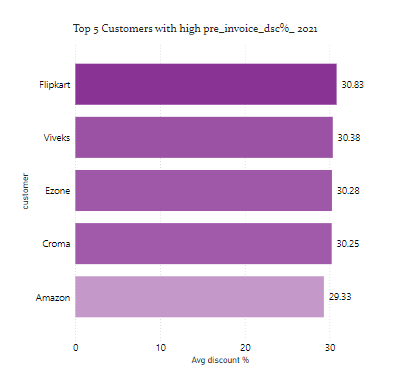 Top 5 Customers with high pre_invoice_dsc%_ 2021
Flipkart 30.83
Viveks 30.38
Ezone 30.28
Croma 30.25
Amazon 29.33
customer
0 10 20 30
Avg discount %